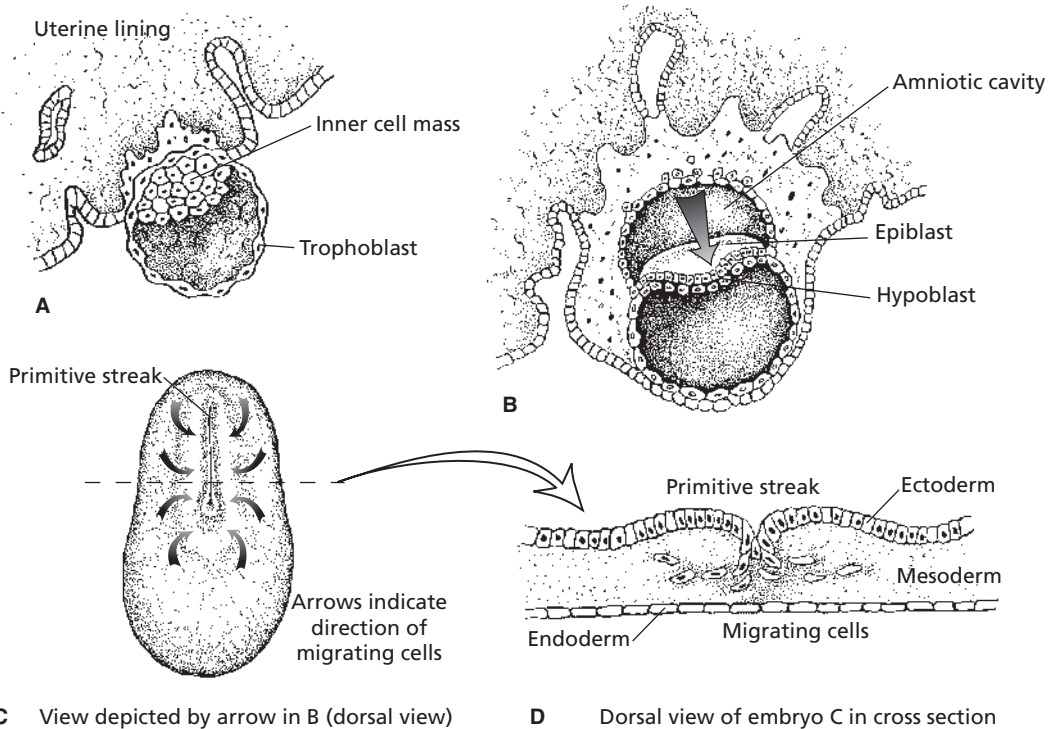 Uterine lining
Inner cell mass
Trophoblast
A
Amniotic cavity
Epiblast
Hypoblast
B
Primitive streak
Arrows indicate
direction of
migrating cells
C View depicted by arrow in B (dorsal view)
Primitive streak
Ectoderm
Mesoderm
Endoderm
Migrating cells
D Dorsal view of embryo C in cross section